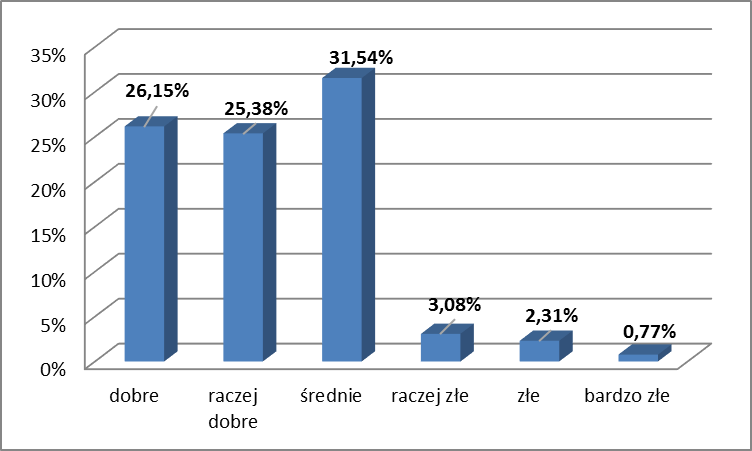 35%
30%
25%
20%
15%
10%
5%
0%
26,15%
25,38%
31,54%
3,08%
2,31%
0,77%
dobre
raczej
dobre
średnie
raczej złe
złe
bardzo złe